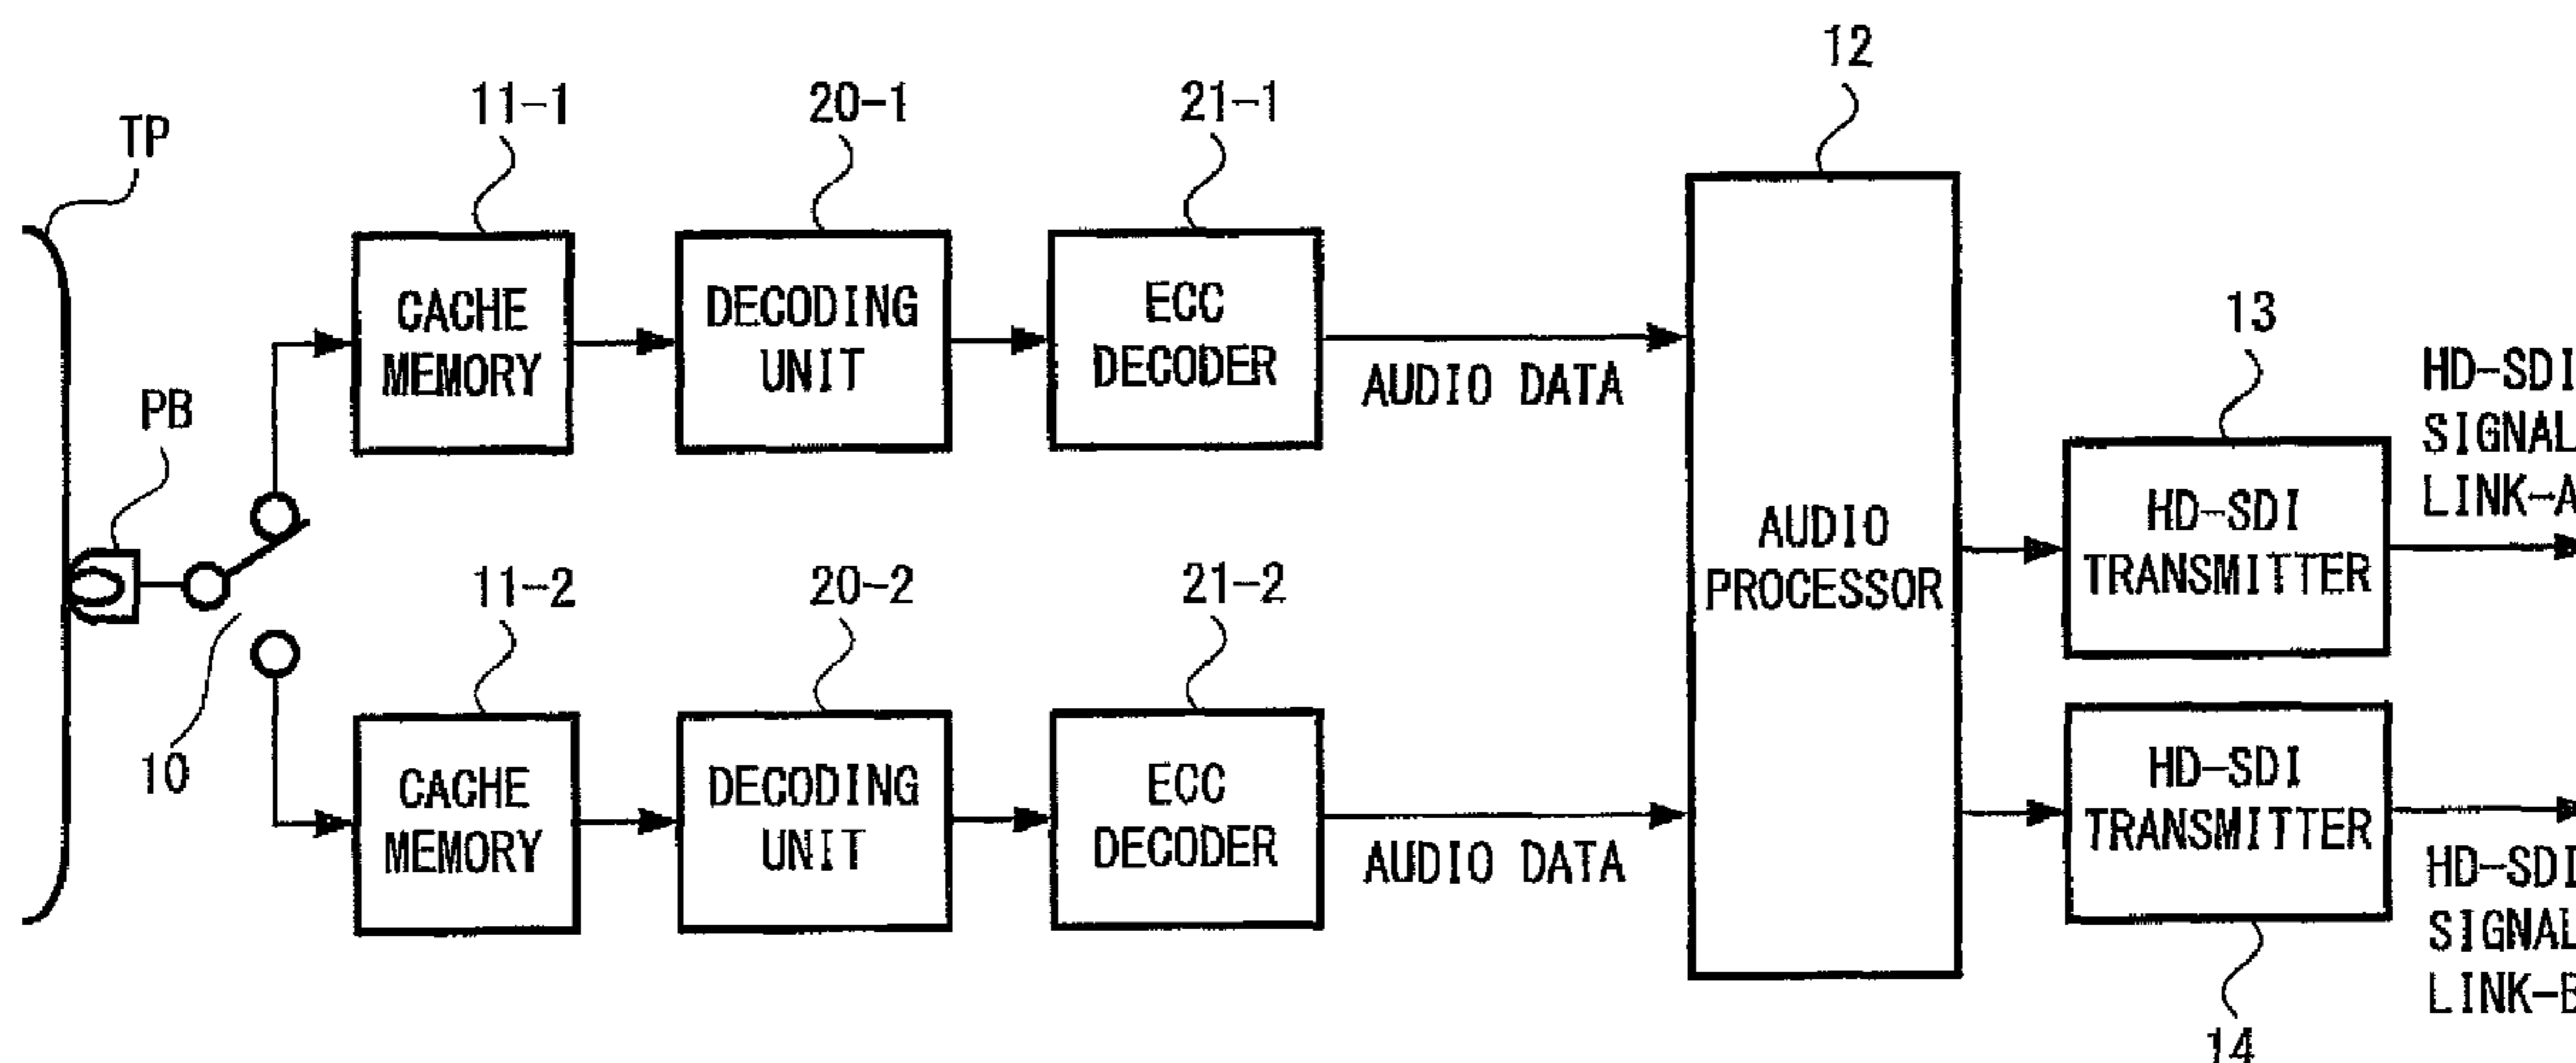 12
11-1
20-1
21-1
TP
CACHE
MEMORY
DECODING
UNIT
ECC
DECODER
AUDIO DATA
13
HD-SDI
SIGNAL
LINK-A
PB
HD-SDI
TRANSMITTER
AUDIO
PROCESSOR
11-2
20-2
21-2
10
CACHE
MEMORY
DECODING
UNIT
ECC
DECODER
AUDIO DATA
HD-SDI
TRANSMITTER
HD-SDI
SIGNAL
LINK-B
14